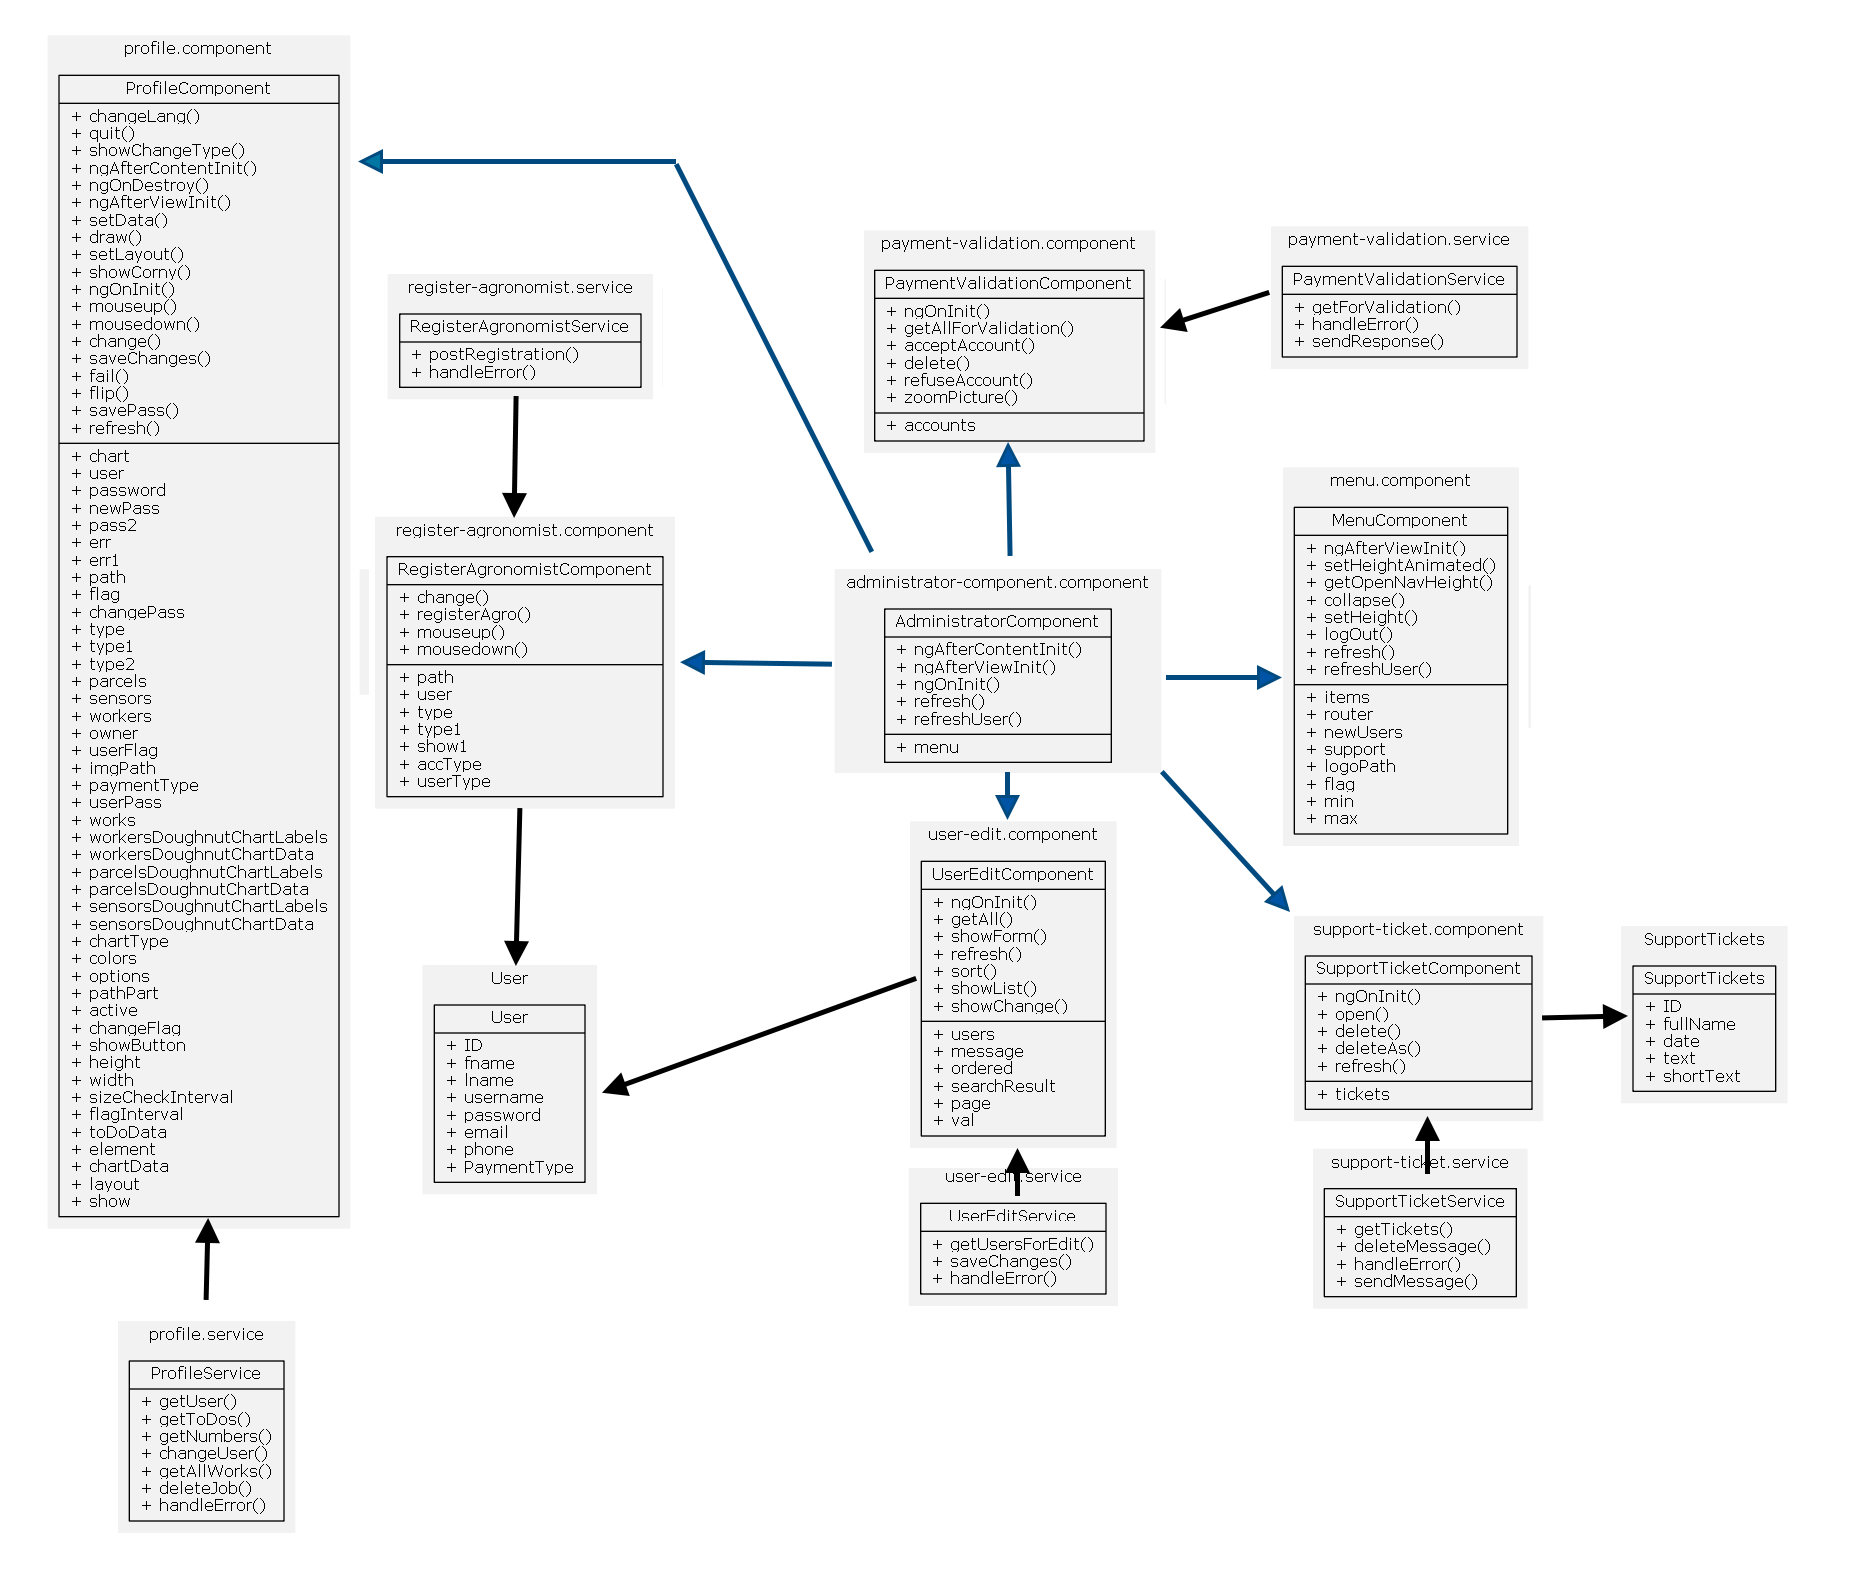 profile.component
ProfileComponent
+ changeLang()
+ quit()
+ showChangeType()
+ ngAfterContentInit()
+ ngOnDestroy()
+ ngAfterViewInit()
+ setData()
+ draw()
+ setLayout()
+ showCorny()
+ ngOnInit()
+ mouseup()
+ mousedown()
+ change()
+ saveChanges()
+ fail()
+ flip()
+ savePass()
+ refresh()
+ chart
+ user
+ password
+ newPass
+ pass2
+ err
+ err1
+ path
+ flag
+ changePass
+ type
+ type1
+ type2
+ parcels
+ sensors
+ workers
+ owner
+ userFlag
+ imgPath
+ paymentType
+ userPass
+ works
+ workersDoughnutChartLabels
+ workersDoughnutChartData
+ parcelsDoughnutChartLabels
+ parcelsDoughnutChartData
+ sensorsDoughnutChartLabels
+ sensorsDoughnutChartData
+ chartType
+ colors
+ options
+ pathPart
+ active
+ changeFlag
+ showButton
+ height
+ width
+ sizeCheckInterval
+ flagInterval
+ toDoData
+ element
+ chartData
+ layout
+ show
profile.service
ProfileService
+ getUser()
+ getToDos()
+ getNumbers()
+ changeUser()
+ getAllWorks()
+ deleteJob()
+ handleError()
register-agronomist.service
RegisterAgronomistService
+ postRegistration()
+ handleError()
register-agronomist.component
RegisterAgronomistComponent
+ change()
+ registerAgro()
+ mouseup()
+ mousedown()
+ path
+ user
+ type
+ type1
+ show1
+ accType
+ userType
User
User
+ ID
+ fname
+ lname
+ username
+ password
+ email
+ phone
+ PaymentType
payment-validation.component
PaymentValidationComponent
+ ngOnInit()
+ getAllForValidation()
+ acceptAccount()
+ delete()
+ refuseAccount()
+ zoomPicture()
+ accounts
administrator-component.component
AdministratorComponent
+ ngAfterContentInit()
+ ngAfterViewInit()
+ ngOnInit()
+ refresh()
+ refreshUser()
+ menu
user-edit.component
UserEditComponent
+ ngOnInit()
+ getAll()
+ showForm()
+ refresh()
+ sort()
+ showList()
+ showChange()
+ users
+ message
+ ordered
+ searchResult
+ page
+ val
user-edit.service
UserEditService
+ getUsersForEdit()
+ saveChanges()
+ handleError()
payment-validation.service
PaymentValidationService
+ getForValidation()
+ handleError()
+ sendResponse()
menu.component
MenuComponent
+ ngAfterViewInit()
+ setHeightAnimated()
+ getOpenNavHeight()
+ collapse()
+ setHeight()
+ logOut()
+ refresh()
+ refreshUser()
+ items
+ router
+ newUsers
+ support
+ logoPath
+ flag
+ min
+ max
support-ticket.component
SupportTicketComponent
+ ngOnInit()
+ open()
+ delete()
+ deleteAs()
+ refresh()
+ tickets
support-ticket.service
SupportTicketService
+ getTickets()
+ deleteMessage()
+ handleError()
+ sendMessage()
SupportTickets
SupportTickets
+ ID
+ fullName
+ date
+ text
+ shortText